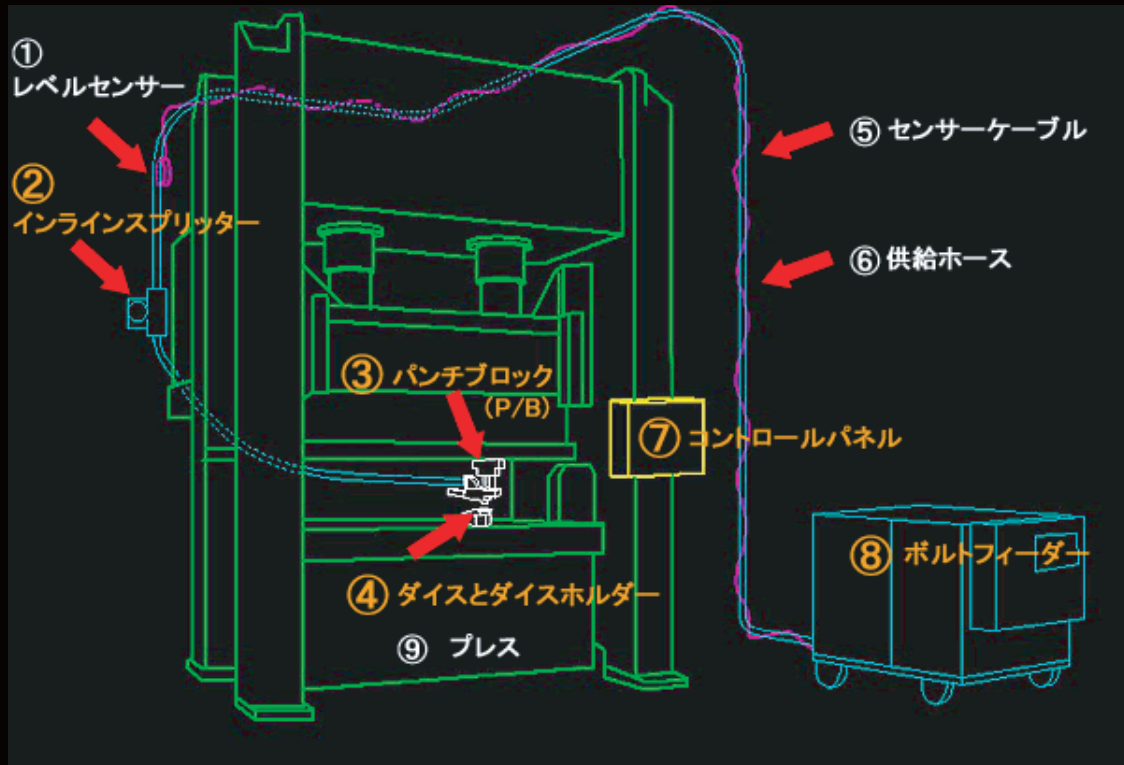 ①
レベルセンサー
②
インラインスプリッター
③ パンチブロック
(P/B)
④ ダイスとダイスホルダー
⑤ センサーケーブル
⑥ 供給ホース
⑦ コントロールパネル
⑧ ボルトフィーダー
⑨ プレス